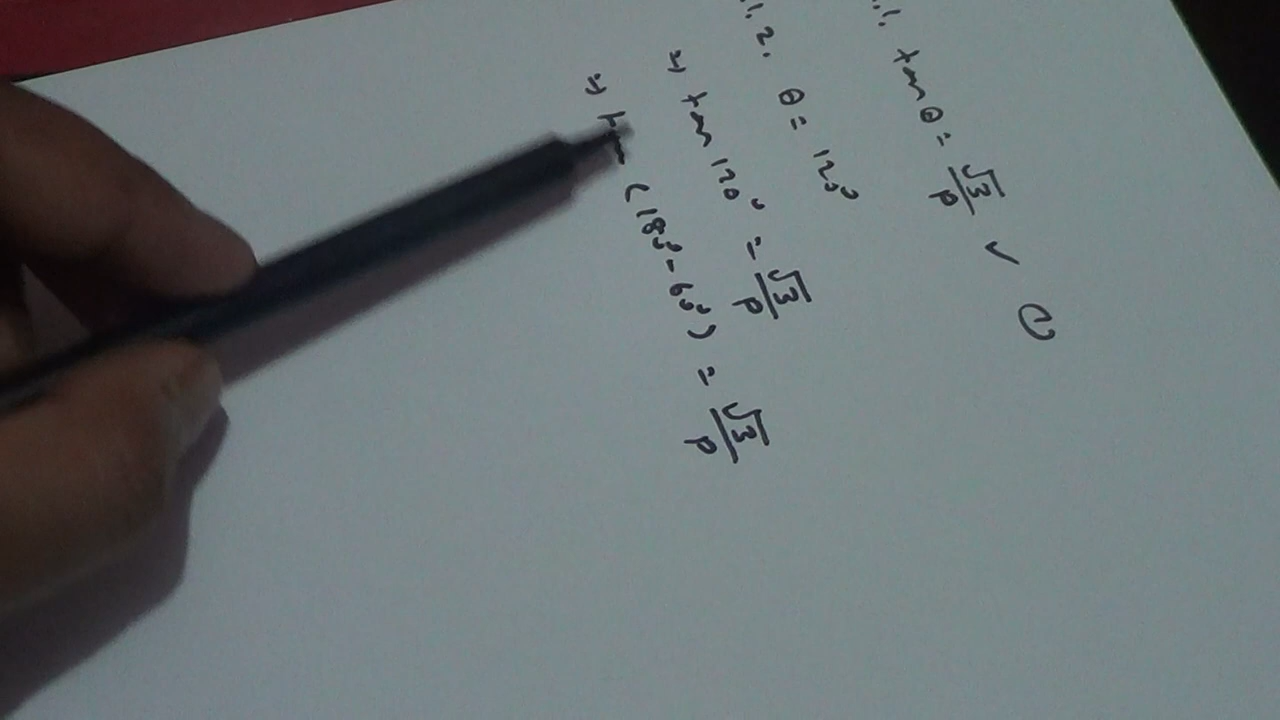 .1. tan θ = √3/p ✓ (1)
.1.2. θ = 120°
⇒ tan 120° = √3/p
⇒ tan (180° - 60°) = √3/p